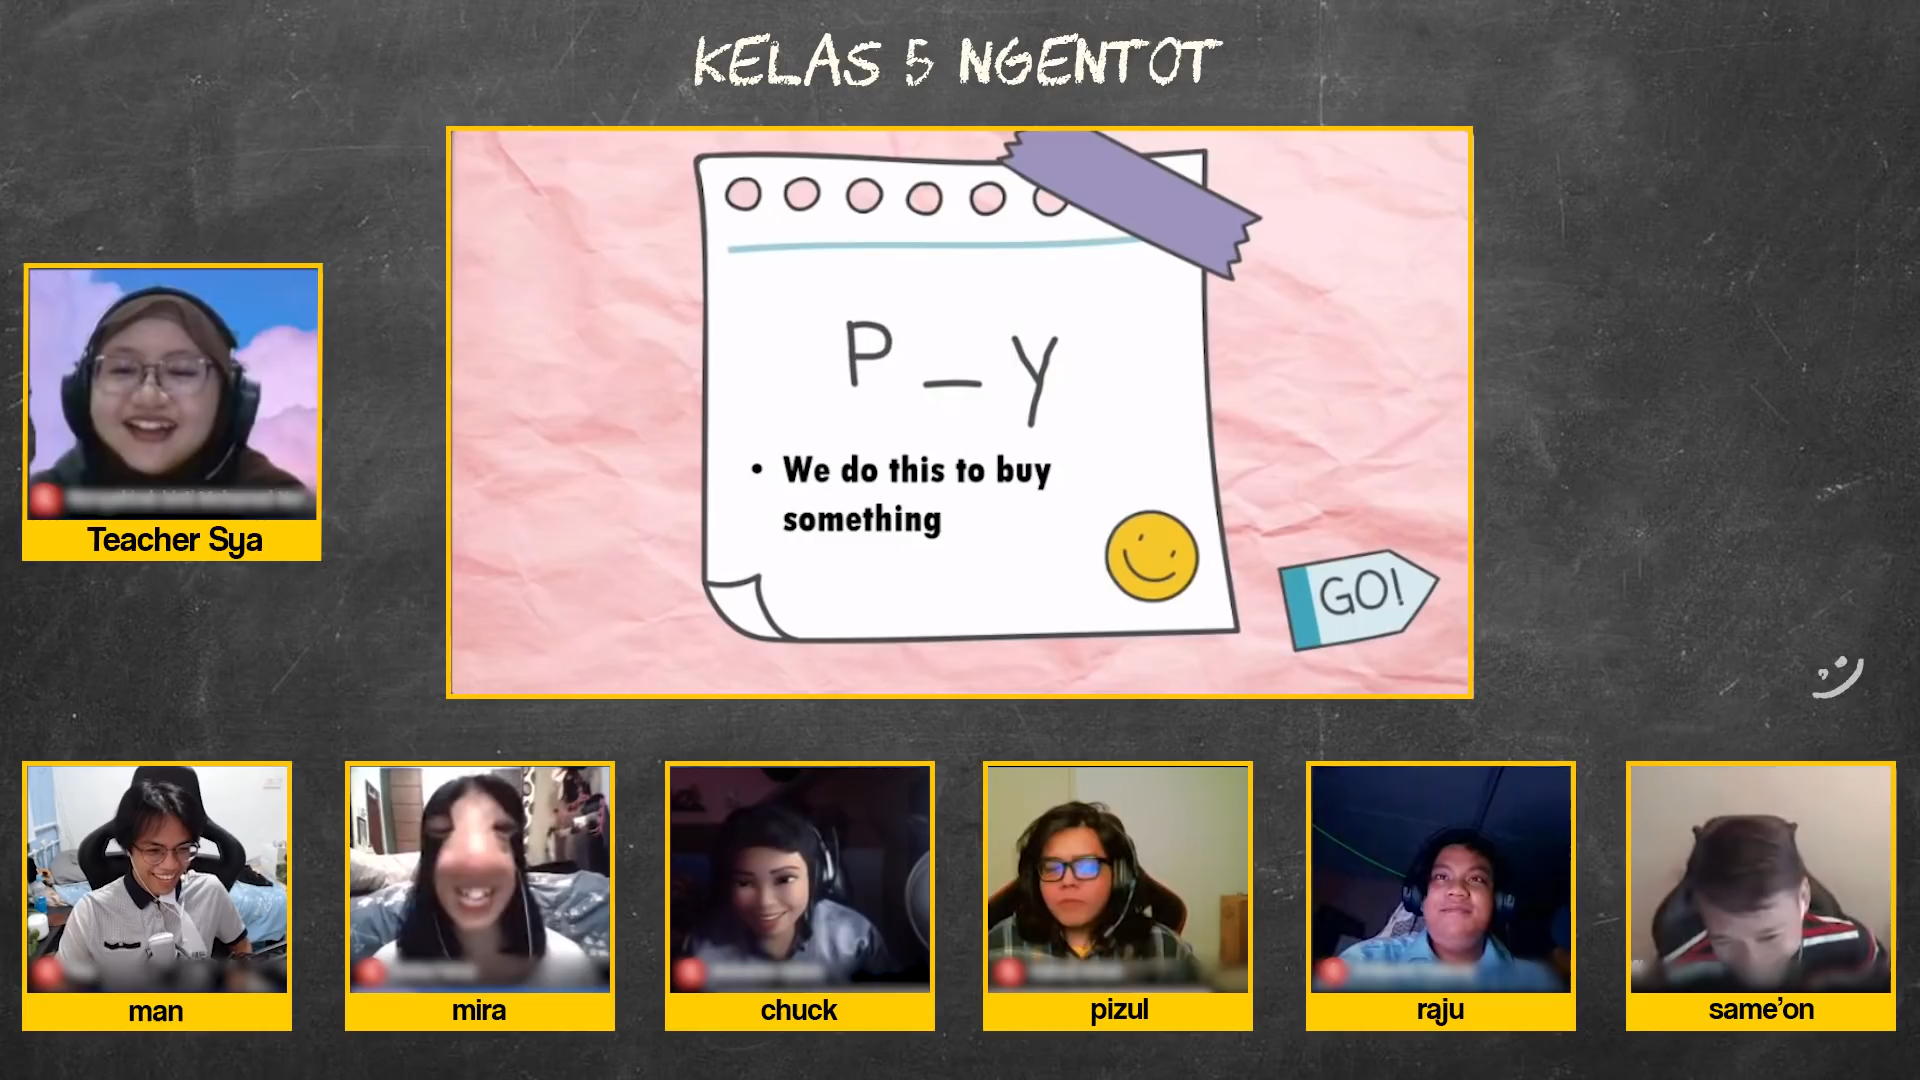 KELAS 5 NGENTOT
P _ y
• We do this to buy
something
GO!
Teacher Sya
man
mira
chuck
pizul
raju
same'on